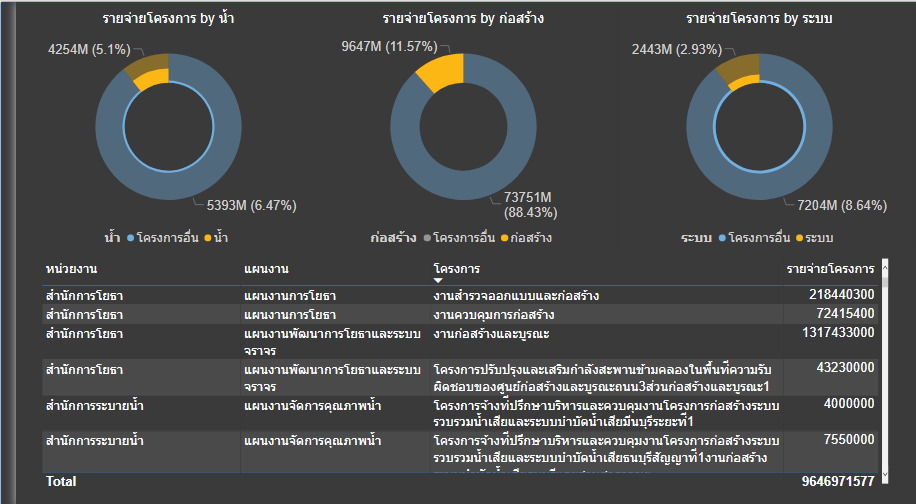 รายจ่ายโครงการ by น้ำ
รายจ่ายโครงการ by ก่อสร้าง
รายจ่ายโครงการ by ระบบ
4254M (5.1%)
9647M (11.57%)
2443M (2.93%)
5393M (6.47%)
73751M
(88.43%)
7204M (8.64%)
น้ำ โครงการอื่น น้ำ
ก่อสร้าง โครงการอื่น ก่อสร้าง
ระบบ โครงการอื่น ระบบ
หน่วยงาน แผนงาน โครงการ รายจ่ายโครงการ
สำนักการโยธา แผนงานการโยธา งานสำรวจออกแบบและก่อสร้าง 218440300
สำนักการโยธา แผนงานการโยธา งานควบคุมการก่อสร้าง 72415400
สำนักการโยธา แผนงานพัฒนาการโยธาและระบบ งานก่อสร้างและบูรณะ 1317433000
จราจร
สำนักการโยธา แผนงานพัฒนาการโยธาและระบบ โครงการปรับปรุงและเสริมกำลังสะพานข้ามคลองในพื้นที่ความรับ 43230000
จราจร ผิดชอบของศูนย์ก่อสร้างและบูรณะถนน3ส่วนก่อสร้างและบูรณะ1
สำนักการระบายน้ำ แผนงานจัดการคุณภาพน้ำ โครงการจ้างที่ปรึกษาบริหารและควบคุมงานโครงการก่อสร้างระบบ 4000000
รวบรวมน้ำเสียและระบบบำบัดน้ำเสียมีนบุรีระยะที่1
สำนักการระบายน้ำ แผนงานจัดการคุณภาพน้ำ โครงการจ้างที่ปรึกษาบริหารและควบคุมงานโครงการก่อสร้างระบบ 7550000
รวบรวมน้ำเสียและระบบบำบัดน้ำเสียธนบุรีสัญญาที่1งานก่อสร้าง
Total 9646971577